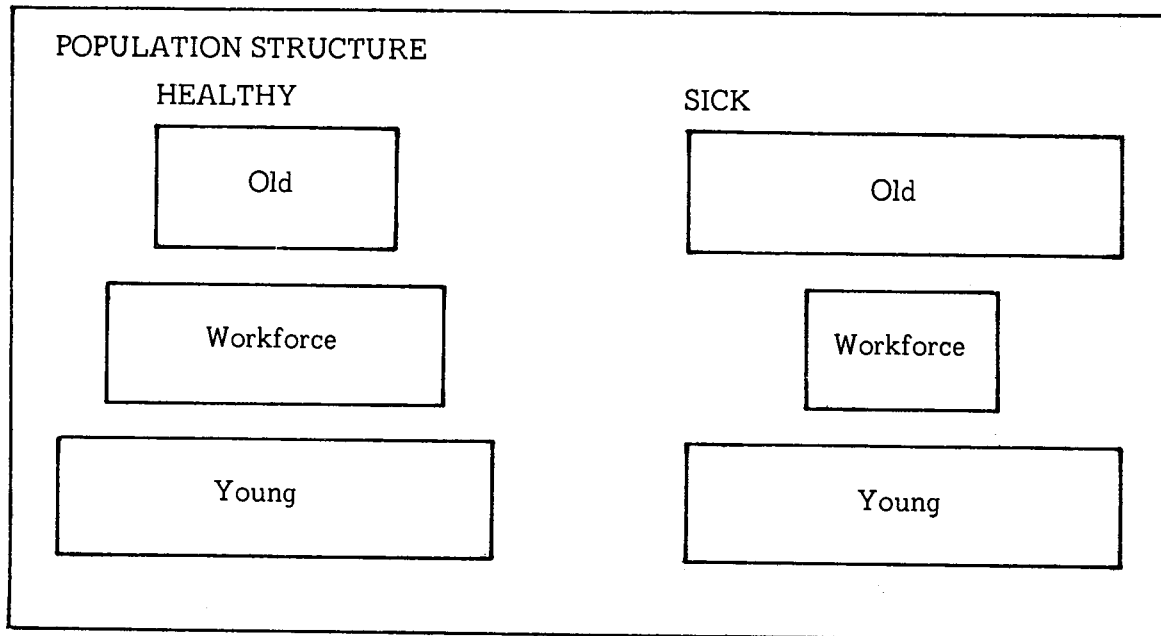 POPULATION STRUCTURE
HEALTHY
Old
Workforce
Young
SICK
Old
Workforce
Young